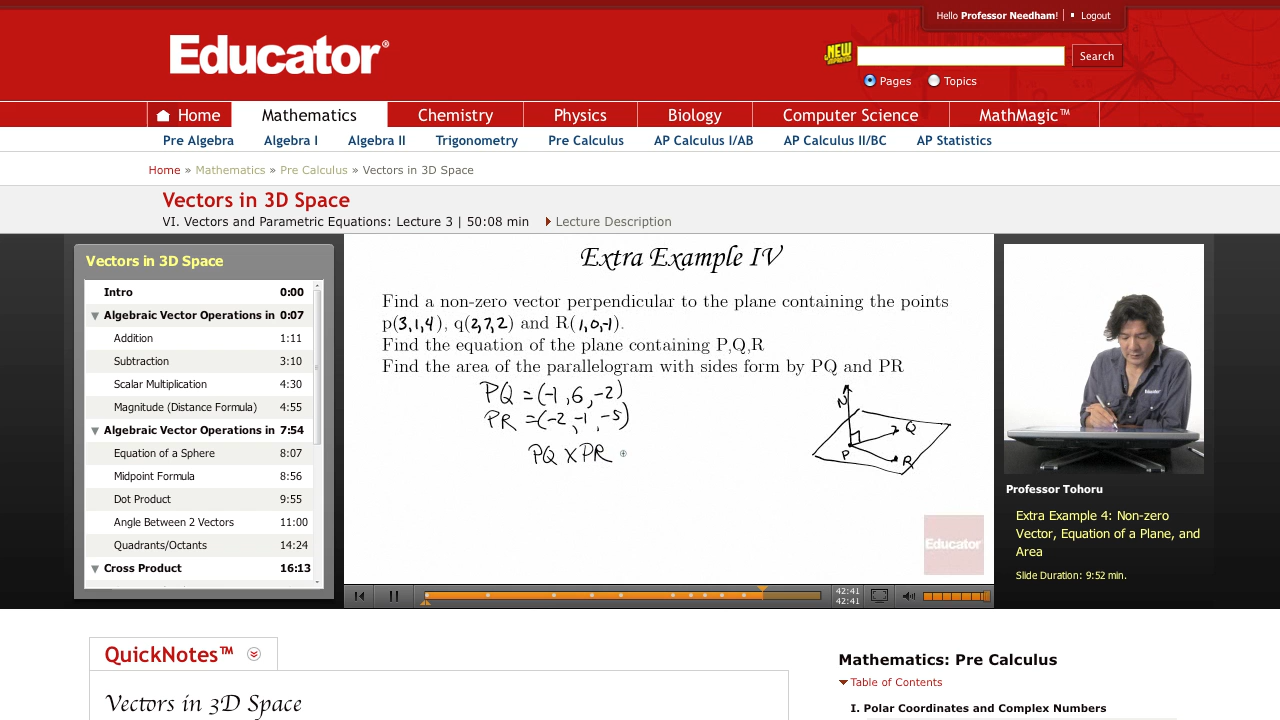 Hello Professor Needham! | Logout
Educator®
NEW
IMPROVED
Search
Pages Topics
Home Mathematics Chemistry Physics Biology Computer Science MathMagic™
Pre Algebra Algebra I Algebra II Trigonometry Pre Calculus AP Calculus I/AB AP Calculus II/BC AP Statistics
Home » Mathematics » Pre Calculus » Vectors in 3D Space
Vectors in 3D Space
VI. Vectors and Parametric Equations: Lecture 3 | 50:08 min Lecture Description
Vectors in 3D Space
Intro 0:00
Algebraic Vector Operations in 0:07
Addition 1:11
Subtraction 3:10
Scalar Multiplication 4:30
Magnitude (Distance Formula) 4:55
Algebraic Vector Operations in 7:54
Equation of a Sphere 8:07
Midpoint Formula 8:56
Dot Product 9:55
Angle Between 2 Vectors 11:00
Quadrants/Octants 14:24
Cross Product 16:13
Extra Example IV
Find a non-zero vector perpendicular to the plane containing the points
p(3,1,4), q(2,7,2) and R(1,0,-1).
Find the equation of the plane containing P,Q,R
Find the area of the parallelogram with sides form by PQ and PR
PQ =(-1,6,-2)
PR =(-2,-1,-5)
PQ X PR
N
Q
P
R
Educator
42:41
42:41
Educator
Professor Tohoru
Extra Example 4: Non-zero
Vector, Equation of a Plane, and
Area
Slide Duration: 9:52 min.
QuickNotes™
Vectors in 3D Space
Mathematics: Pre Calculus
Table of Contents
I. Polar Coordinates and Complex Numbers